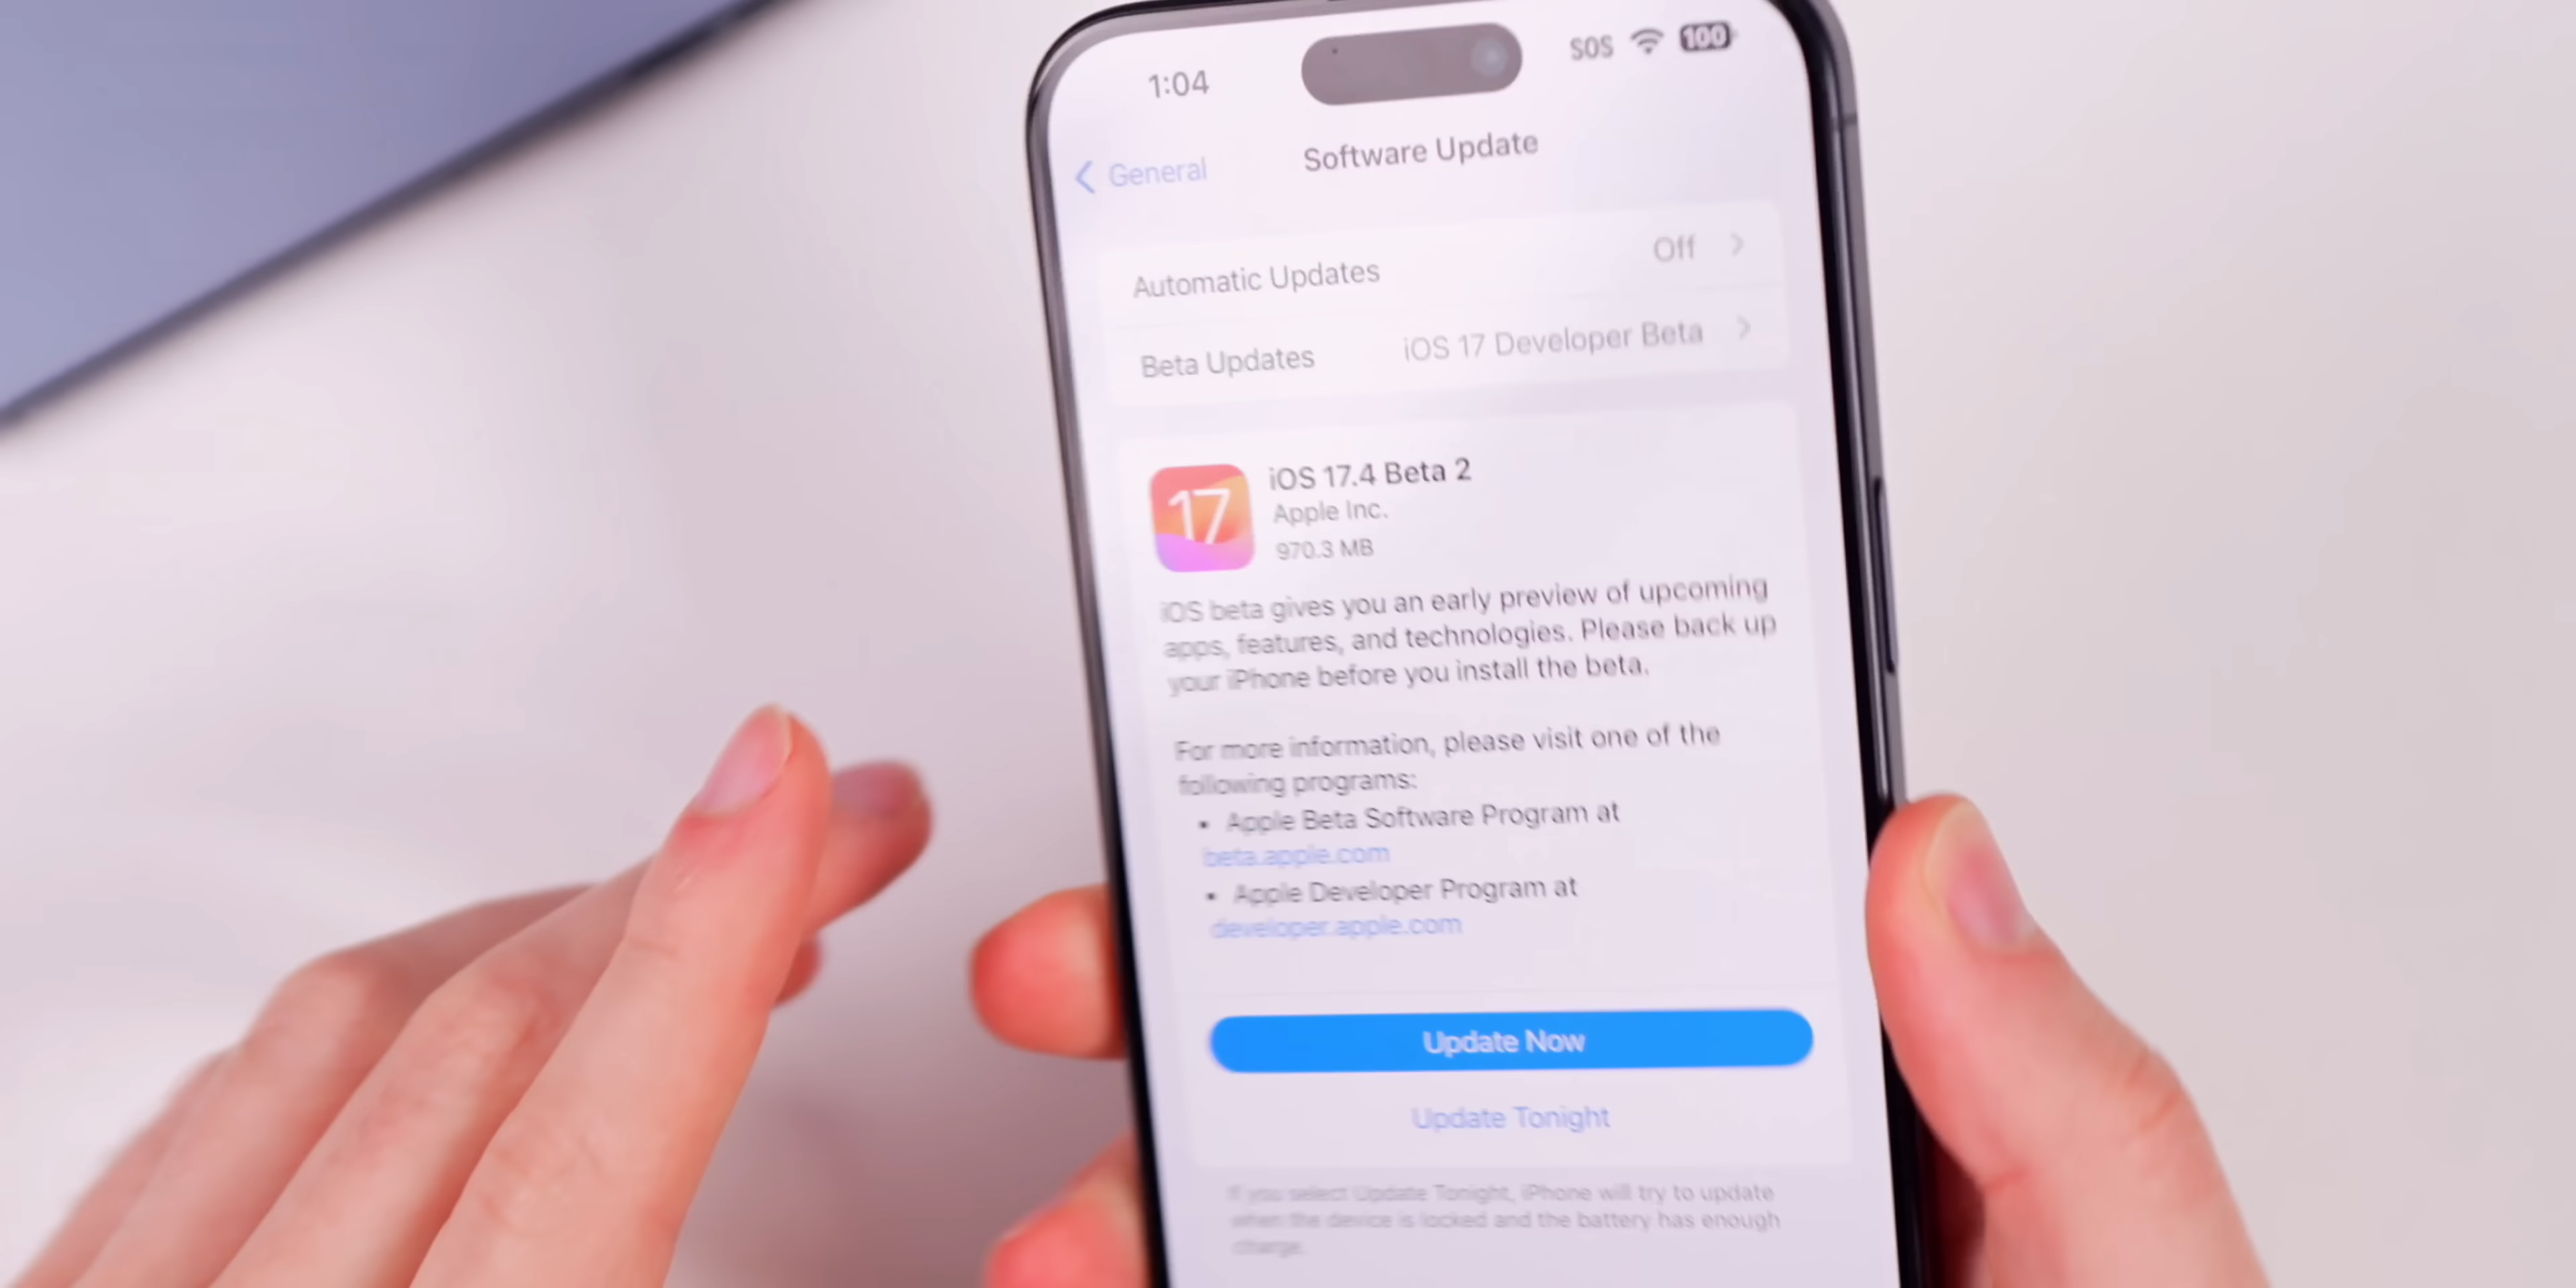 1:04
SOS
100
General
Software Update
Automatic Updates
Off
Beta Updates
iOS 17 Developer Beta
17
iOS 17.4 Beta 2
Apple Inc.
970.3 MB
iOS beta gives you an early preview of upcoming
apps, features, and technologies. Please back up
your iPhone before you install the beta.
For more information, please visit one of the
following programs:
• Apple Beta Software Program at
beta.apple.com
• Apple Developer Program at
developer.apple.com
Update Now
Update Tonight
If you select Update Tonight, iPhone will try to update
when the device is locked and the battery has enough
charge.